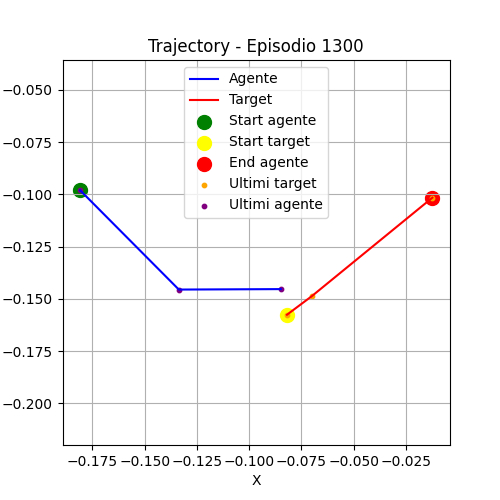 Trajectory - Episodio 1300
Agente
Target
Start agente
Start target
End agente
Ultimi target
Ultimi agente
−0.050
−0.075
−0.100
−0.125
−0.150
−0.175
−0.200
−0.175 −0.150 −0.125 −0.100 −0.075 −0.050 −0.025
X